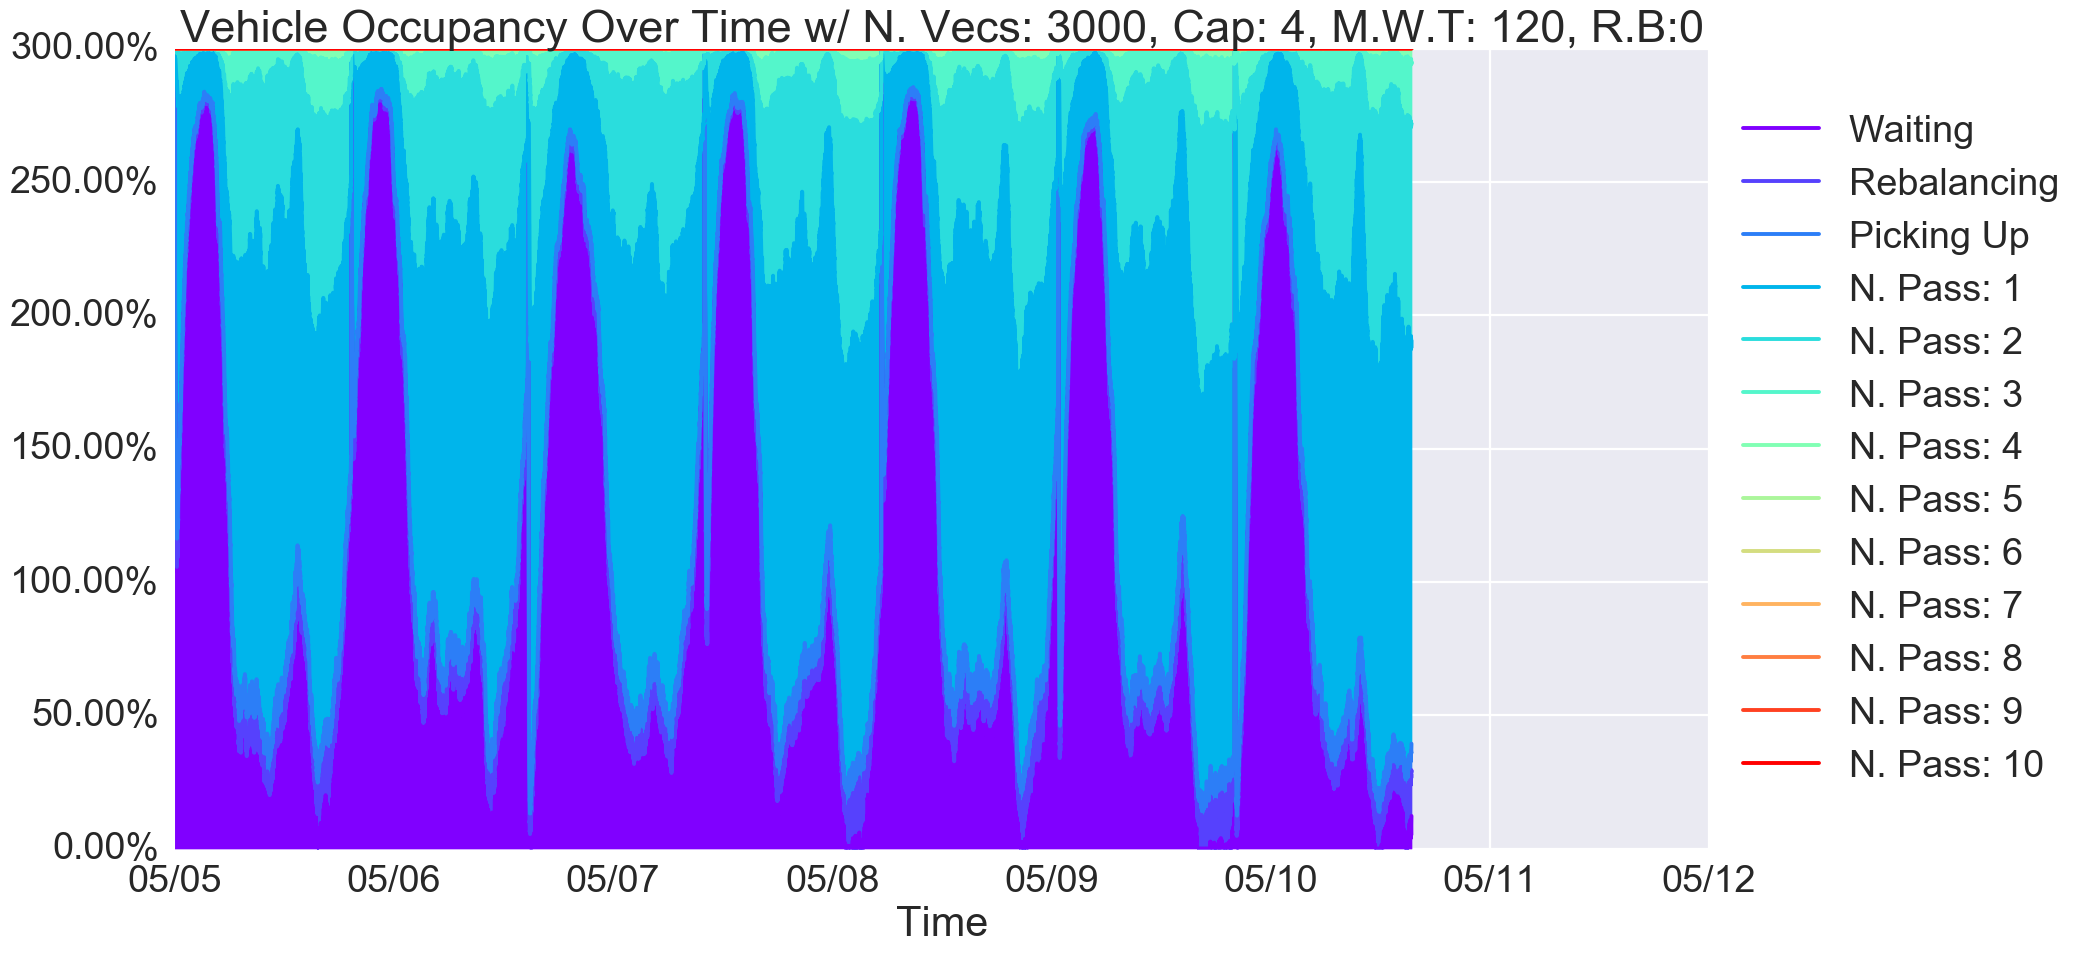 Vehicle Occupancy Over Time w/ N. Vecs: 3000, Cap: 4, M.W.T: 120, R.B:0
300.00%
250.00%
200.00%
150.00%
100.00%
50.00%
0.00%
05/05 05/06 05/07 05/08 05/09 05/10 05/11 05/12
Time
Waiting
Rebalancing
Picking Up
N. Pass: 1
N. Pass: 2
N. Pass: 3
N. Pass: 4
N. Pass: 5
N. Pass: 6
N. Pass: 7
N. Pass: 8
N. Pass: 9
N. Pass: 10